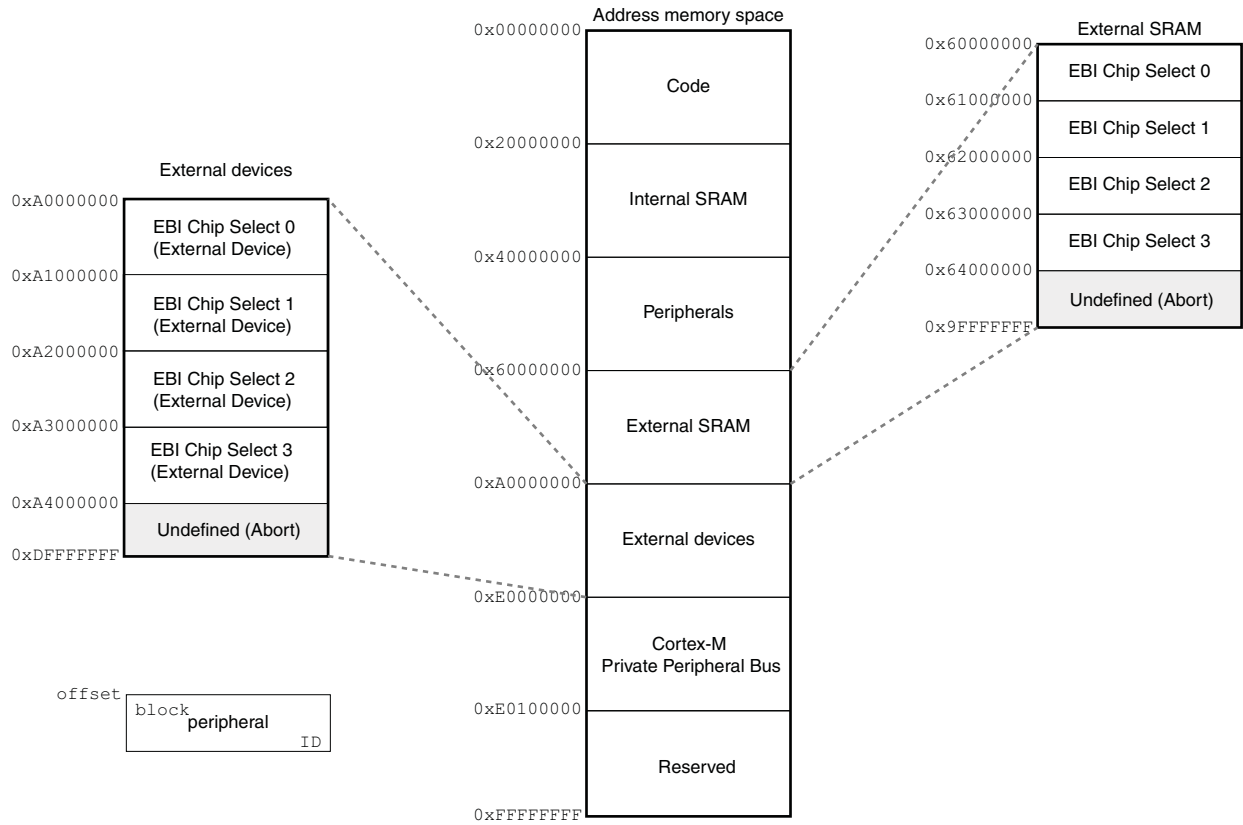 External devices
0xA0000000
EBI Chip Select 0
(External Device)
0xA1000000
EBI Chip Select 1
(External Device)
0xA2000000
EBI Chip Select 2
(External Device)
0xA3000000
EBI Chip Select 3
(External Device)
0xA4000000
Undefined (Abort)
0xDFFFFFFF
offset
block
peripheral
ID
Address memory space
0x00000000
Code
0x20000000
Internal SRAM
0x40000000
Peripherals
0x60000000
External SRAM
0xA0000000
External devices
0xE0000000
Cortex-M
Private Peripheral Bus
0xE0100000
Reserved
0xFFFFFFFF
External SRAM
0x60000000
EBI Chip Select 0
0x61000000
EBI Chip Select 1
0x62000000
EBI Chip Select 2
0x63000000
EBI Chip Select 3
0x64000000
Undefined (Abort)
0x9FFFFFFF